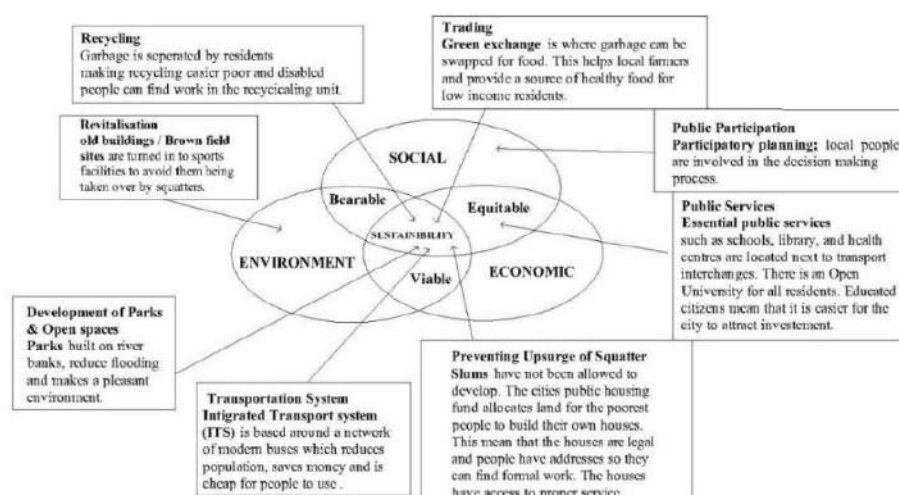 Recycling
Garbage is seperated by residents
making recycling easier poor and disabled
people can find work in the recycicaling unit.
Trading
Green exchange is where garbage can be
swapped for food. This helps local farmers
and provide a source of healthy food for
low income residents.
Revitalisation
old buildings / Brown field
sites are turned in to sports
facilities to avoid them being
taken over by squatters.
Public Participation
Participatory planning; local people
are involved in the decision making
process.
SOCIAL
Bearable
Equitable
SUSTAINIBILITY
ENVIRONMENT
ECONOMIC
Viable
Public Services
Essential public services
such as schools, library, and health
centres are located next to transport
interchanges. There is an Open
University for all residents. Educated
citizens mean that it is easier for the
city to attract investement.
Development of Parks
& Open spaces
Parks built on river
banks, reduce flooding
and makes a pleasant
environment.
Transportation System
Intigrated Transport system
(ITS) is based around a network
of modern buses which reduces
population, saves money and is
cheap for people to use .
Preventing Upsurge of Squatter
Slums have not been allowed to
develop. The cities public housing
fund allocates land for the poorest
people to build their own houses.
This mean that the houses are legal
and people have addresses so they
can find formal work. The houses
have access to proper service